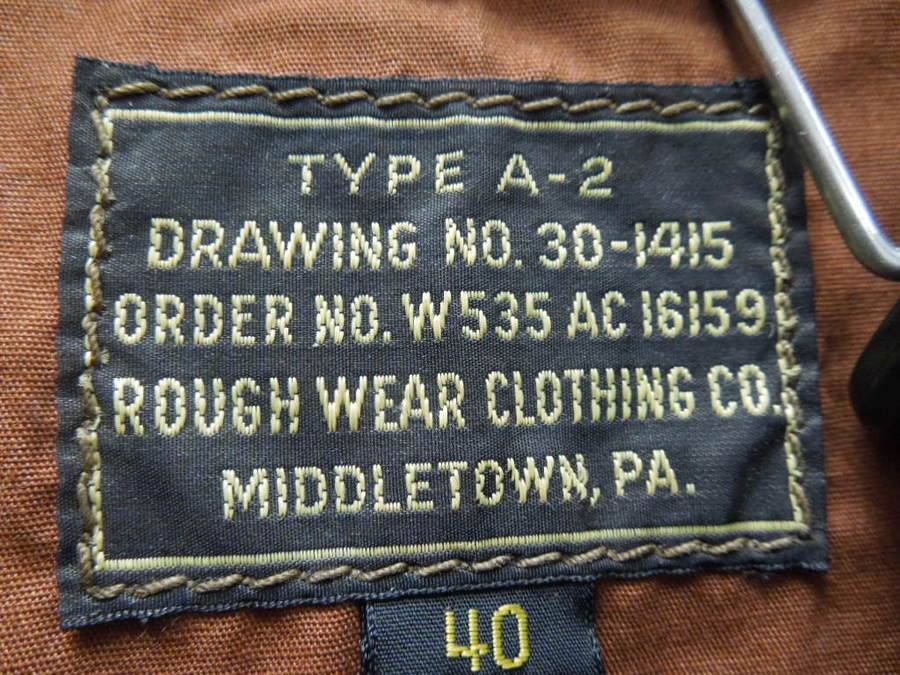 TYPE A-2
DRAWING NO. 30-1415
ORDER NO. W535 AC 16159
ROUGH WEAR CLOTHING CO.
MIDDLETOWN, PA.
40